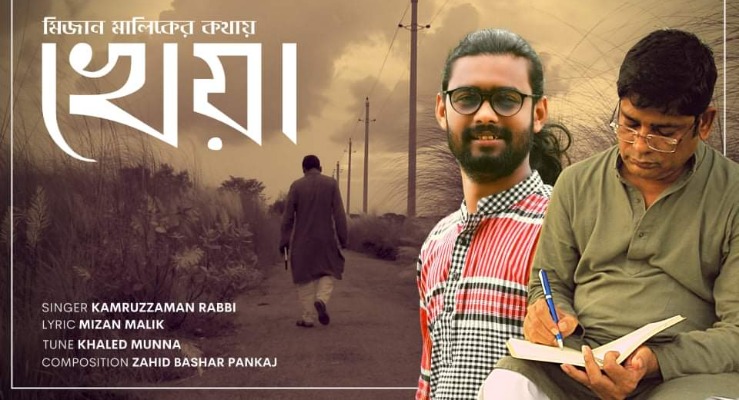 মিজান মালিকের কথায়
খেয়া
SINGER KAMRUZZAMAN RABBI
LYRIC MIZAN MALIK
TUNE KHALED MUNNA
COMPOSITION ZAHID BASHAR PANKAJ